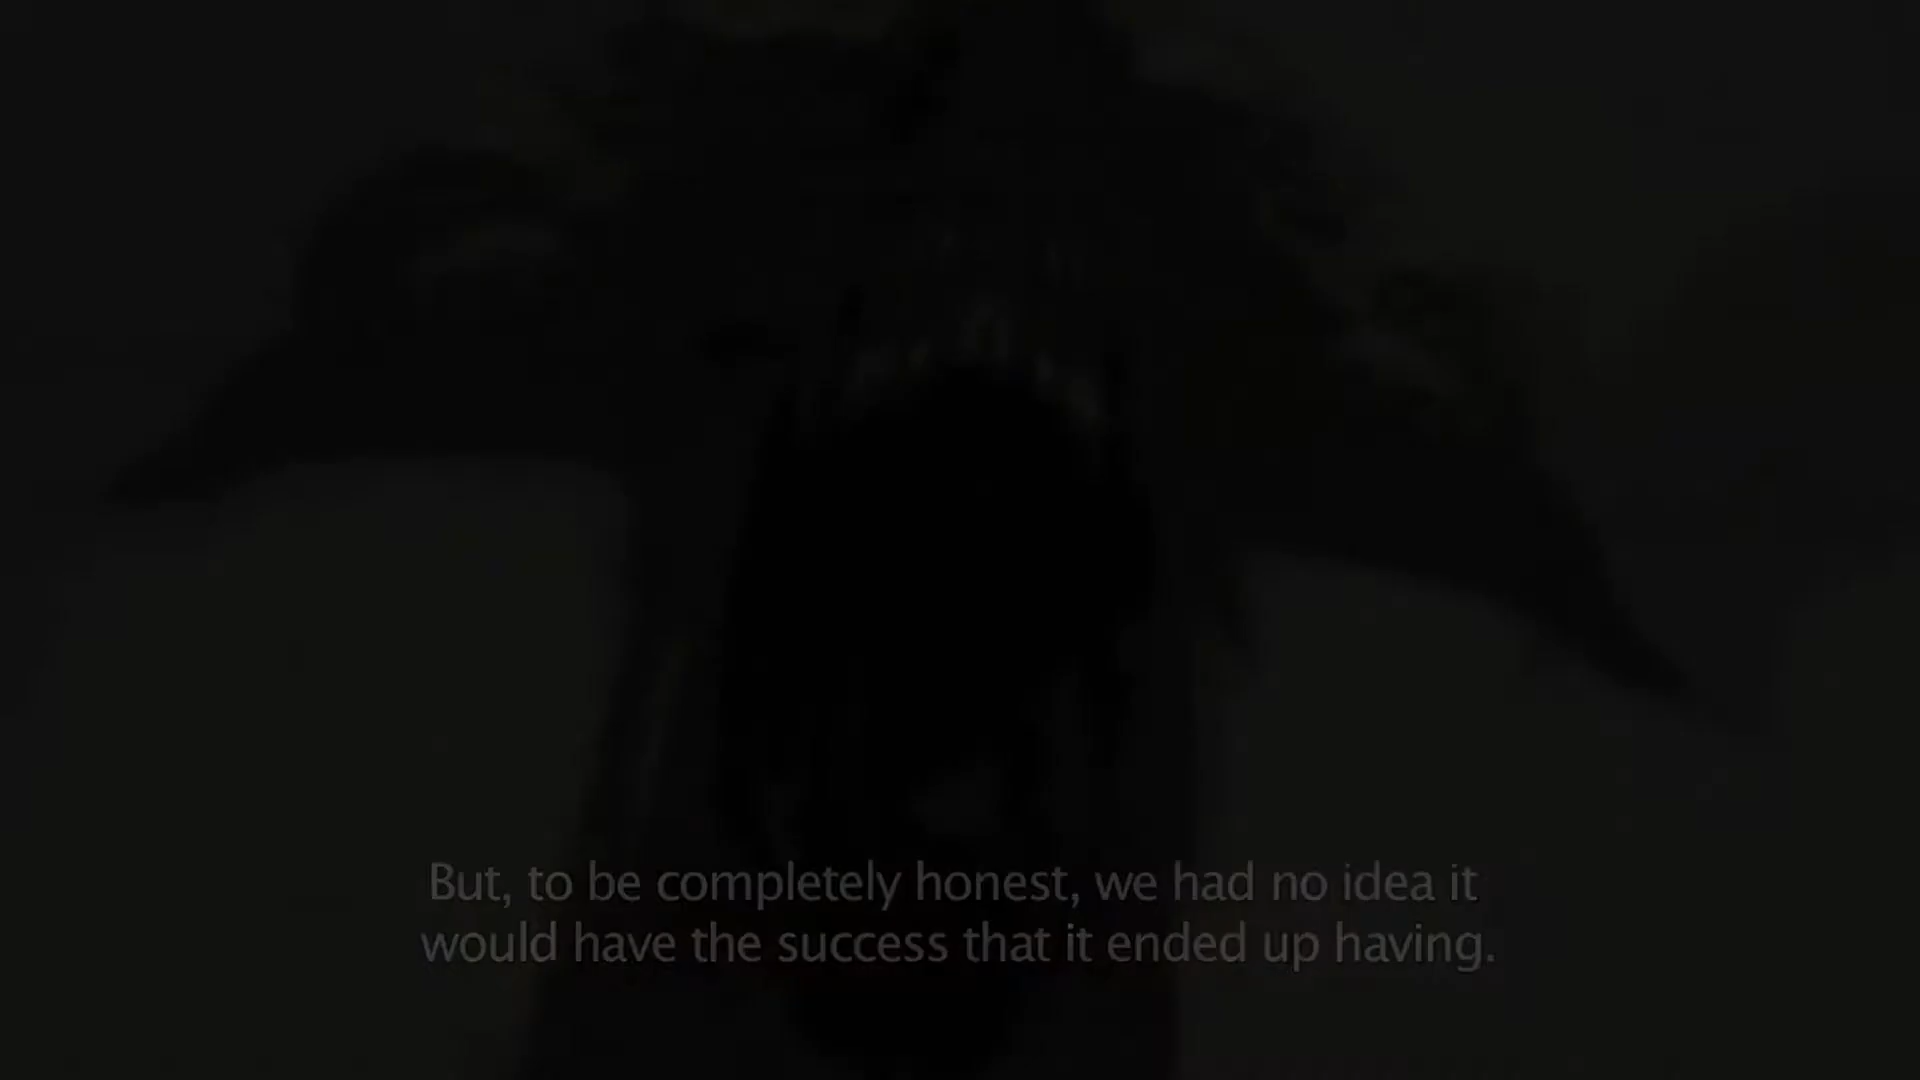 But, to be completely honest, we had no idea it
would have the success that it ended up having.